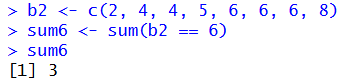 > b2 <- c(2, 4, 4, 5, 6, 6, 6, 8)
> sum6 <- sum(b2 == 6)
> sum6
[1] 3